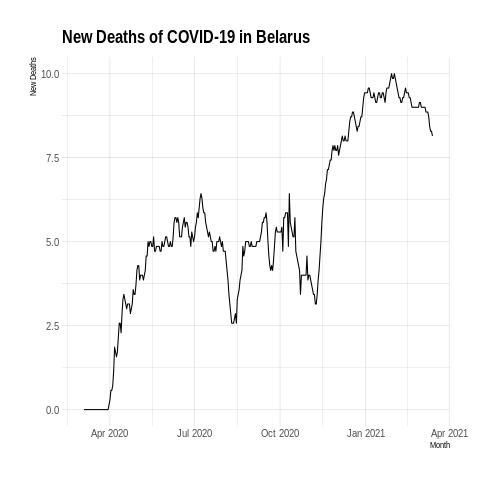 New Deaths of COVID-19 in Belarus
New Deaths
10.0
7.5
5.0
2.5
0.0
Apr 2020
Jul 2020
Oct 2020
Jan 2021
Apr 2021
Month